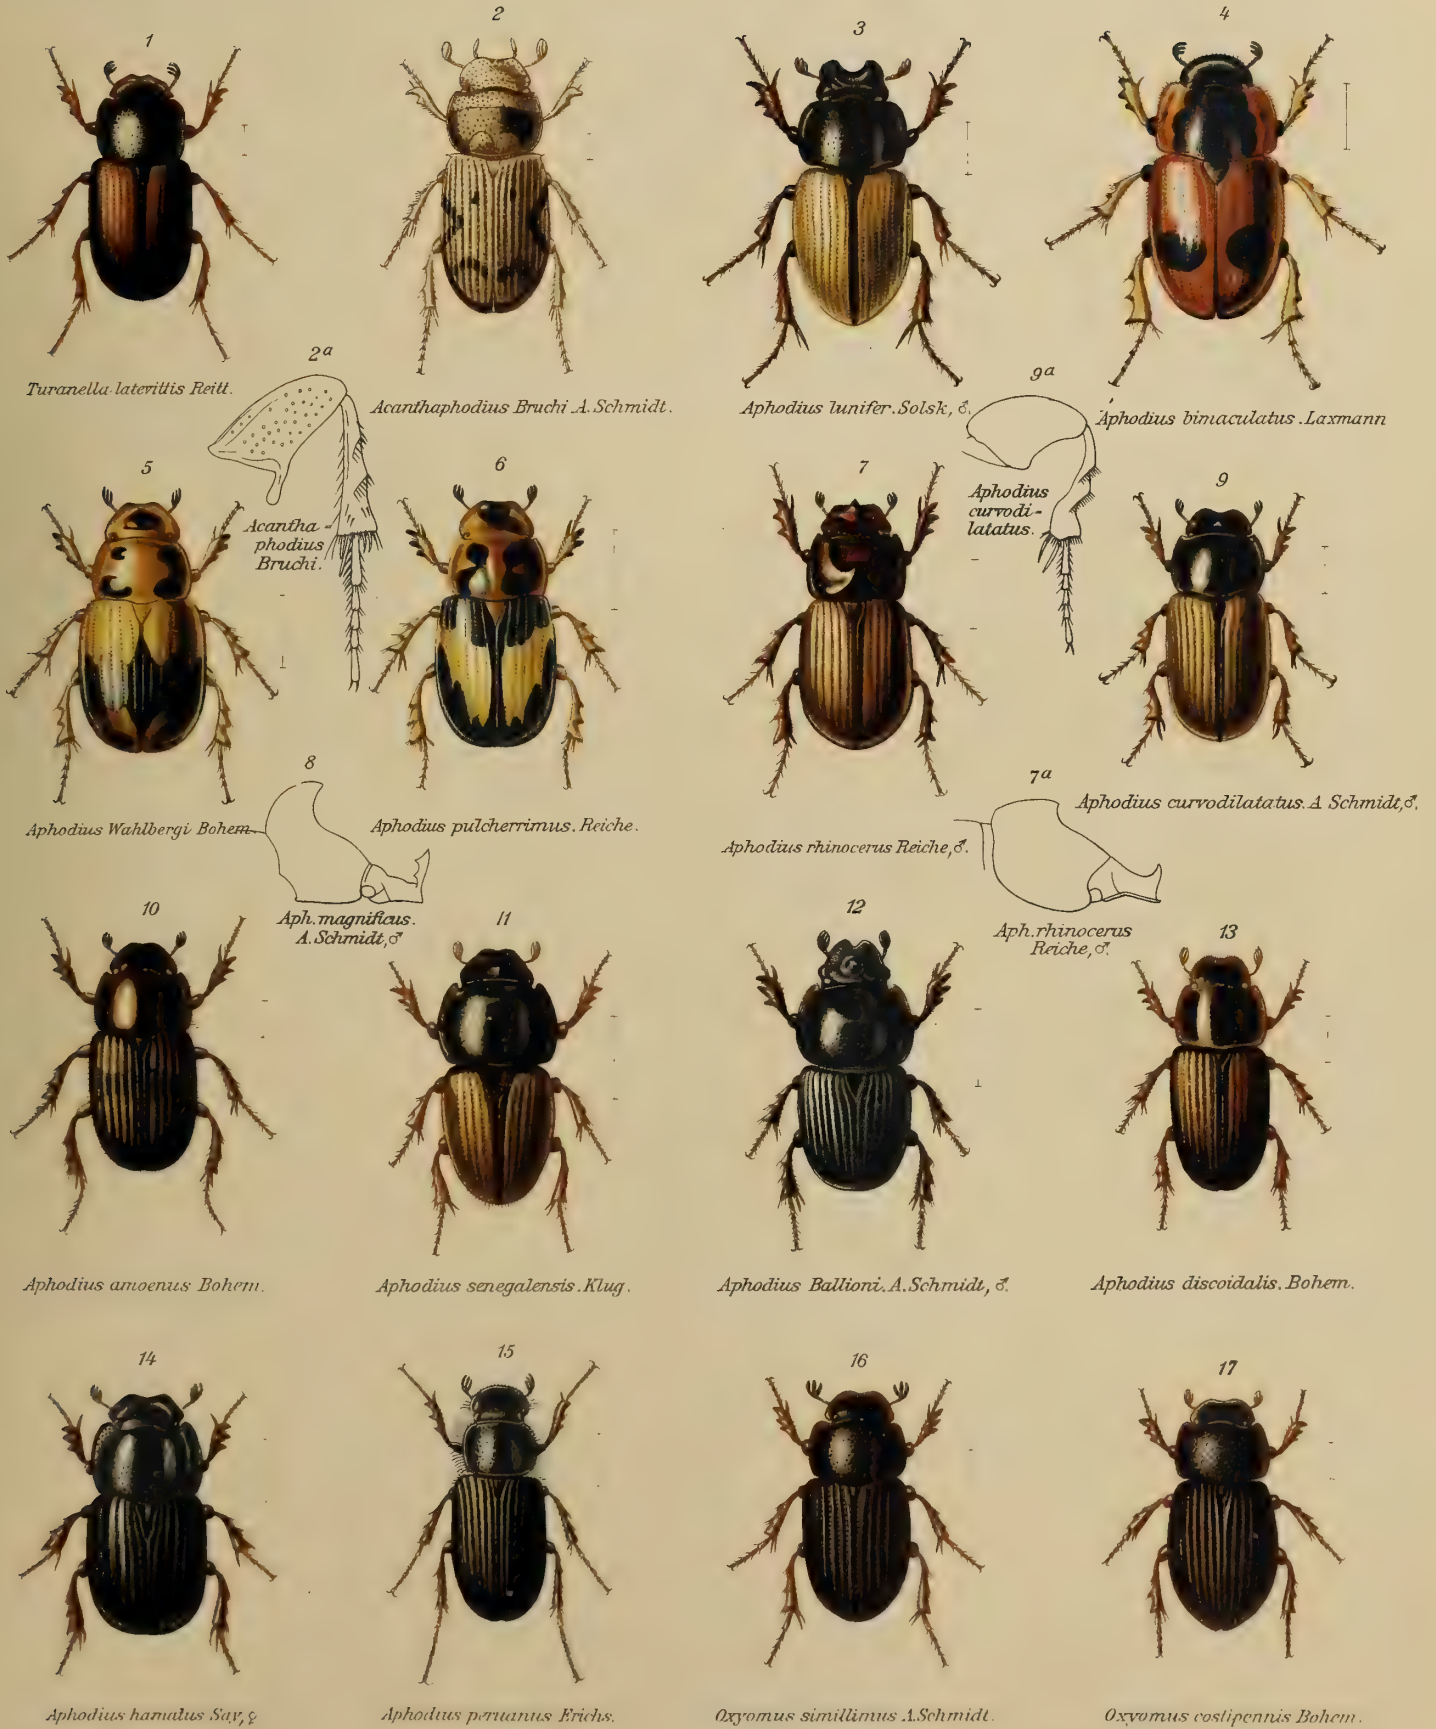 1
2
3
4
Turanella latevittis Reitt.
2a
Acanthaphodius Bruchi A. Schmidt.
Aphodius lunifer. Solsk, ♂.
9a
Aphodius bimaculatus. Laxmann
5
Acantha-
phodius
Bruchi.
6
7
Aphodius
curvodi-
latatus.
9
Aphodius Wahlbergi Bohem.
8
Aph. magnificus.
A. Schmidt, ♂
Aphodius pulcherrimus. Reiche.
Aphodius rhinocerus Reiche, ♂.
7a
Aph. rhinocerus
Reiche, ♂.
Aphodius curvodilatatus. A Schmidt, ♂.
10
11
12
13
Aphodius amoenus Bohem.
Aphodius senegalensis. Klug.
Aphodius Ballioni. A. Schmidt, ♂.
Aphodius discoidalis. Bohem.
14
15
16
17
Aphodius hamatus Say, ♀
Aphodius peruanus Erichs.
Oxyomus simillimus A. Schmidt.
Oxyomus costipennis Bohem.